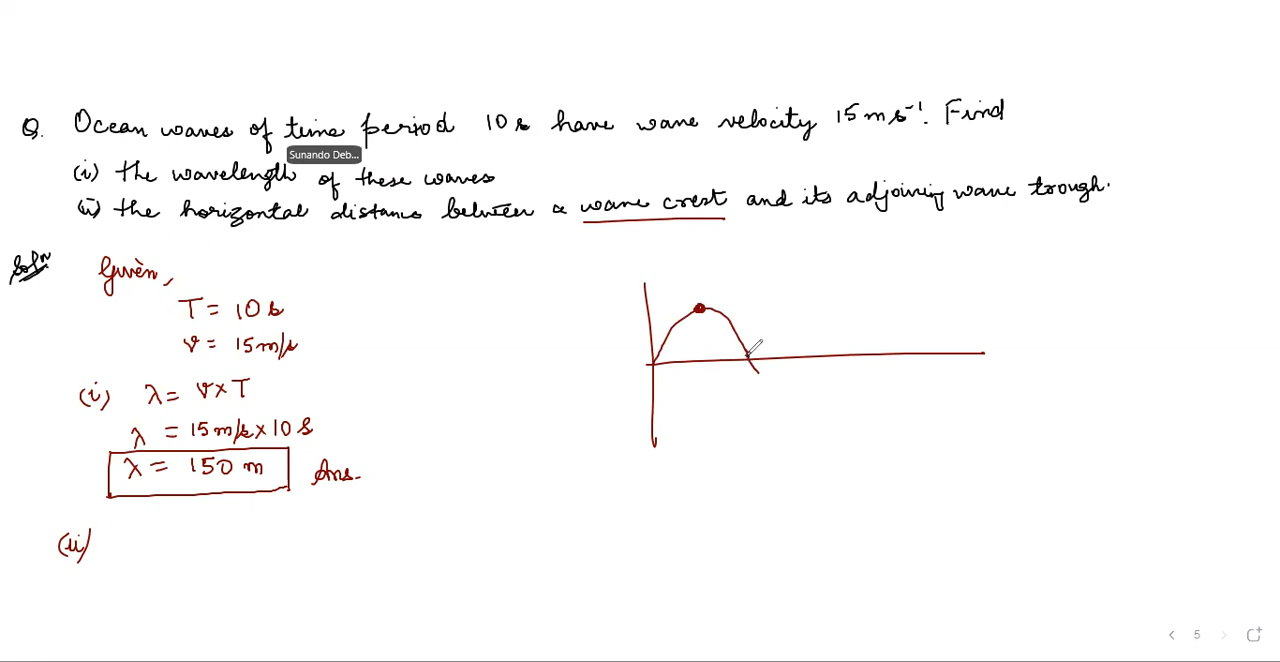 Q. Ocean waves of time period 10 s have wave velocity 15 m s⁻¹. Find
Sunando Deb...
(i) the wavelength of these waves
(ii) the horizontal distance between a wave crest and its adjoining wave trough.
Solⁿ
Given,
T = 10 s
v = 15 m/s
(i) λ = v × T
λ = 15 m/s × 10 s
λ = 150 m Ans.
(ii)
5